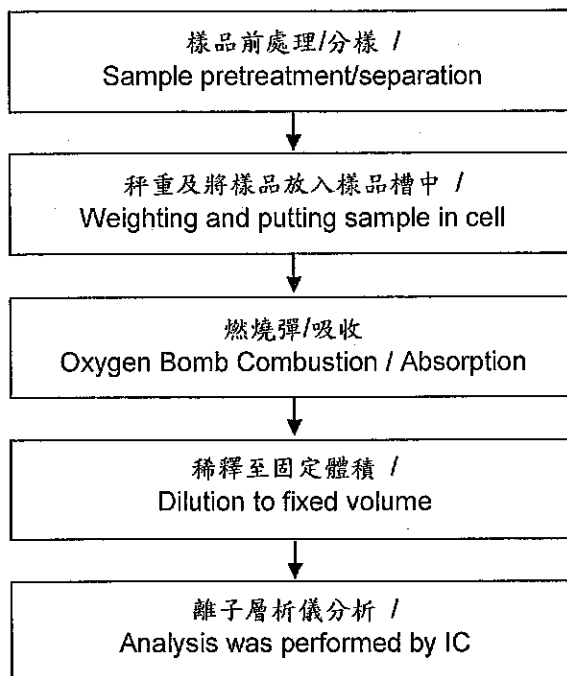 樣品前處理/分樣 /
Sample pretreatment/separation
秤重及將樣品放入樣品槽中 /
Weighting and putting sample in cell
燃燒彈/吸收
Oxygen Bomb Combustion / Absorption
稀釋至固定體積 /
Dilution to fixed volume
離子層析儀分析 /
Analysis was performed by IC